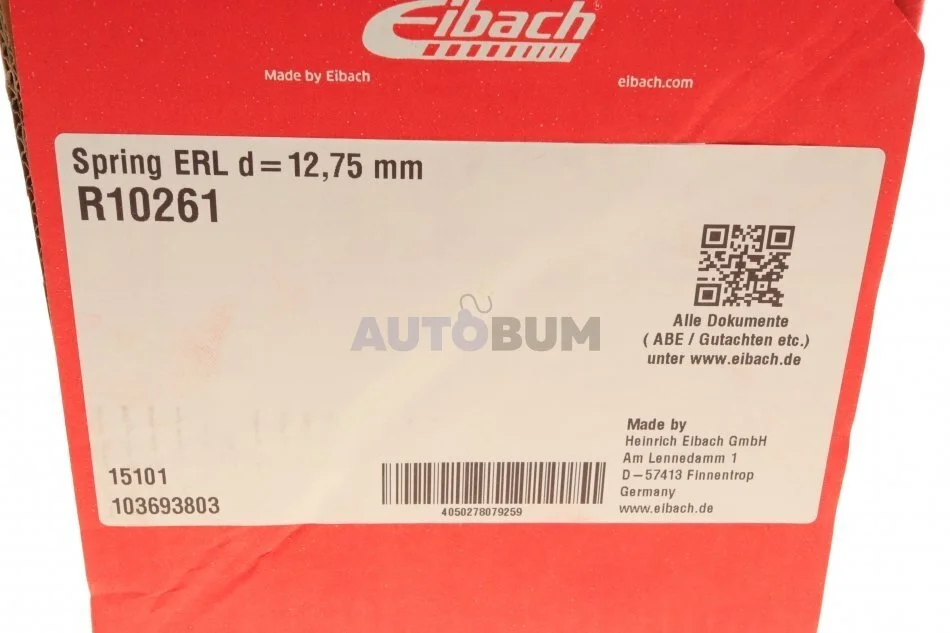 Eibach
Made by Eibach
eibach.com
Spring ERL d=12,75 mm
R10261
Alle Dokumente
( ABE / Gutachten etc.)
unter www.eibach.de
AUTOBUM
Made by
Heinrich Eibach GmbH
Am Lennedamm 1
D-57413 Finnentrop
Germany
www.eibach.de
15101
103693803
4050278079259